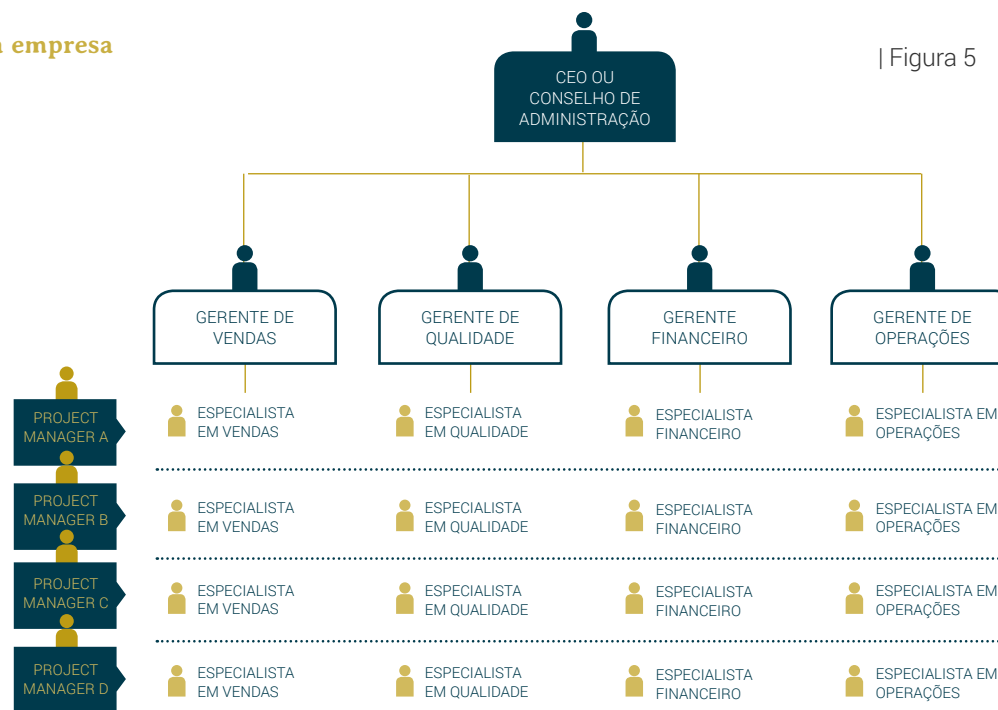 empresa
| Figura 5
CEO OU
CONSELHO DE
ADMINISTRAÇÃO
GERENTE DE
VENDAS
GERENTE DE
QUALIDADE
GERENTE
FINANCEIRO
GERENTE DE
OPERAÇÕES
PROJECT
MANAGER A
ESPECIALISTA
EM VENDAS
ESPECIALISTA
EM QUALIDADE
ESPECIALISTA
FINANCEIRO
ESPECIALISTA EM
OPERAÇÕES
PROJECT
MANAGER B
ESPECIALISTA
EM VENDAS
ESPECIALISTA
EM QUALIDADE
ESPECIALISTA
FINANCEIRO
ESPECIALISTA EM
OPERAÇÕES
PROJECT
MANAGER C
ESPECIALISTA
EM VENDAS
ESPECIALISTA
EM QUALIDADE
ESPECIALISTA
FINANCEIRO
ESPECIALISTA EM
OPERAÇÕES
PROJECT
MANAGER D
ESPECIALISTA
EM VENDAS
ESPECIALISTA
EM QUALIDADE
ESPECIALISTA
FINANCEIRO
ESPECIALISTA EM
OPERAÇÕES